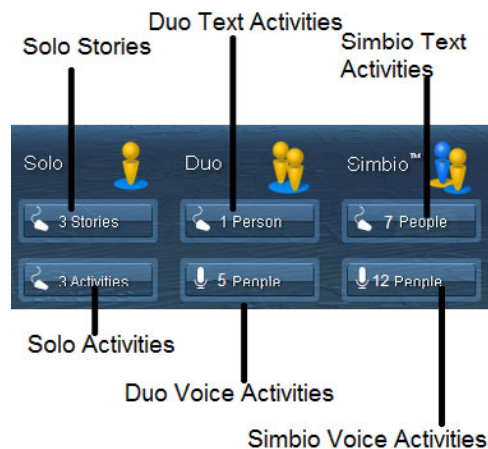 Duo Text Activities
Solo Stories
Simbio Text
Activities
Solo
Duo
Simbio™
3 Stories
1 Person
7 People
3 Activities
5 People
12 People
Solo Activities
Duo Voice Activities
Simbio Voice Activities